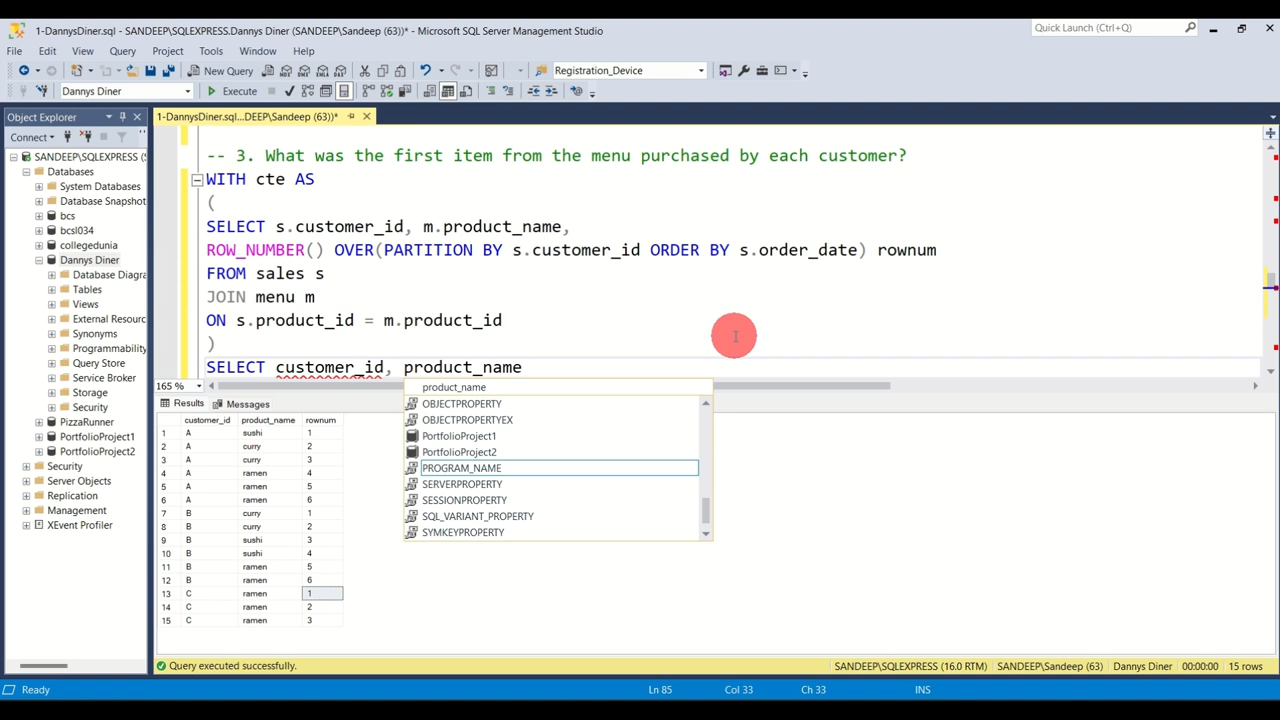 1-DannysDiner.sql - SANDEEP\SQLEXPRESS.Dannys Diner (SANDEEP\Sandeep (63))* - Microsoft SQL Server Management Studio
Quick Launch (Ctrl+Q)
File Edit View Query Project Tools Window Help
New Query
MDX DMX XMLA DAX
Registration_Device
Dannys Diner
Execute
Object Explorer
1-DannysDiner.sql...DEEP\Sandeep (63))*
Connect
SANDEEP\SQLEXPRESS (
Databases
System Databases
Database Snapshot
bcs
bcsl034
collegedunia
Dannys Diner
Database Diagra
Tables
Views
External Resourc
Synonyms
Programmability
Query Store
Service Broker
Storage
Security
PizzaRunner
PortfolioProject1
PortfolioProject2
Security
Server Objects
Replication
Management
XEvent Profiler
-- 3. What was the first item from the menu purchased by each customer?
WITH cte AS
(
SELECT s.customer_id, m.product_name,
ROW_NUMBER() OVER(PARTITION BY s.customer_id ORDER BY s.order_date) rownum
FROM sales s
JOIN menu m
ON s.product_id = m.product_id
)
SELECT customer_id, product_name
165 %
product_name
OBJECTPROPERTY
OBJECTPROPERTYEX
PortfolioProject1
PortfolioProject2
PROGRAM_NAME
SERVERPROPERTY
SESSIONPROPERTY
SQL_VARIANT_PROPERTY
SYMKEYPROPERTY
Results Messages
customer_id product_name rownum
1 A sushi 1
2 A curry 2
3 A curry 3
4 A ramen 4
5 A ramen 5
6 A ramen 6
7 B curry 1
8 B curry 2
9 B sushi 3
10 B sushi 4
11 B ramen 5
12 B ramen 6
13 C ramen 1
14 C ramen 2
15 C ramen 3
Query executed successfully.
SANDEEP\SQLEXPRESS (16.0 RTM) SANDEEP\Sandeep (63) Dannys Diner 00:00:00 15 rows
Ready Ln 85 Col 33 Ch 33 INS